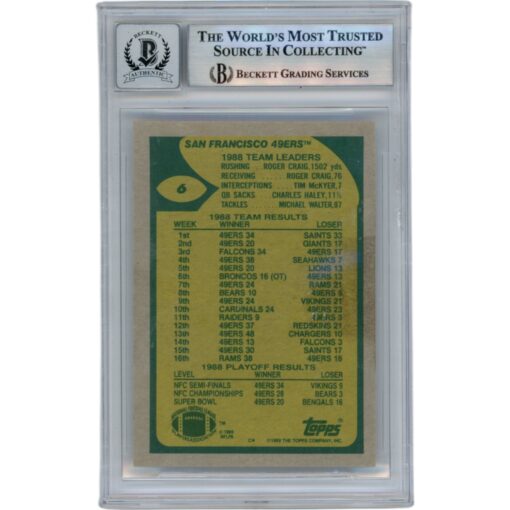 BECKETT
B
AUTHENTIC
THE WORLD'S MOST TRUSTED
SOURCE IN COLLECTING™
B BECKETT GRADING SERVICES
SAN FRANCISCO 49ERS™
6
1988 TEAM LEADERS
RUSHING ROGER CRAIG, 1502 yds
RECEIVING ROGER CRAIG, 76
INTERCEPTIONS TIM McKYER, 7
QB SACKS CHARLES HALEY, 11½
TACKLES MICHAEL WALTER, 87
1988 TEAM RESULTS
WEEK WINNER LOSER
1st 49ERS 34 SAINTS 33
2nd 49ERS 20 GIANTS 17
3rd FALCONS 34 49ERS 17
4th 49ERS 38 SEAHAWKS 7
5th 49ERS 20 LIONS 13
6th BRONCOS 16 (OT) 49ERS 13
7th 49ERS 24 RAMS 21
8th BEARS 10 49ERS 9
9th 49ERS 24 VIKINGS 21
10th CARDINALS 24 49ERS 23
11th RAIDERS 9 49ERS 3
12th 49ERS 37 REDSKINS 21
13th 49ERS 48 CHARGERS 10
14th 49ERS 13 FALCONS 3
15th 49ERS 30 SAINTS 17
16th RAMS 38 49ERS 16
1988 PLAYOFF RESULTS
LEVEL WINNER LOSER
NFC SEMI-FINALS 49ERS 34 VIKINGS 9
NFC CHAMPIONSHIPS 49ERS 28 BEARS 3
SUPER BOWL 49ERS 20 BENGALS 16
TM
© 1989
topps
©1989 THE TOPPS COMPANY, INC.